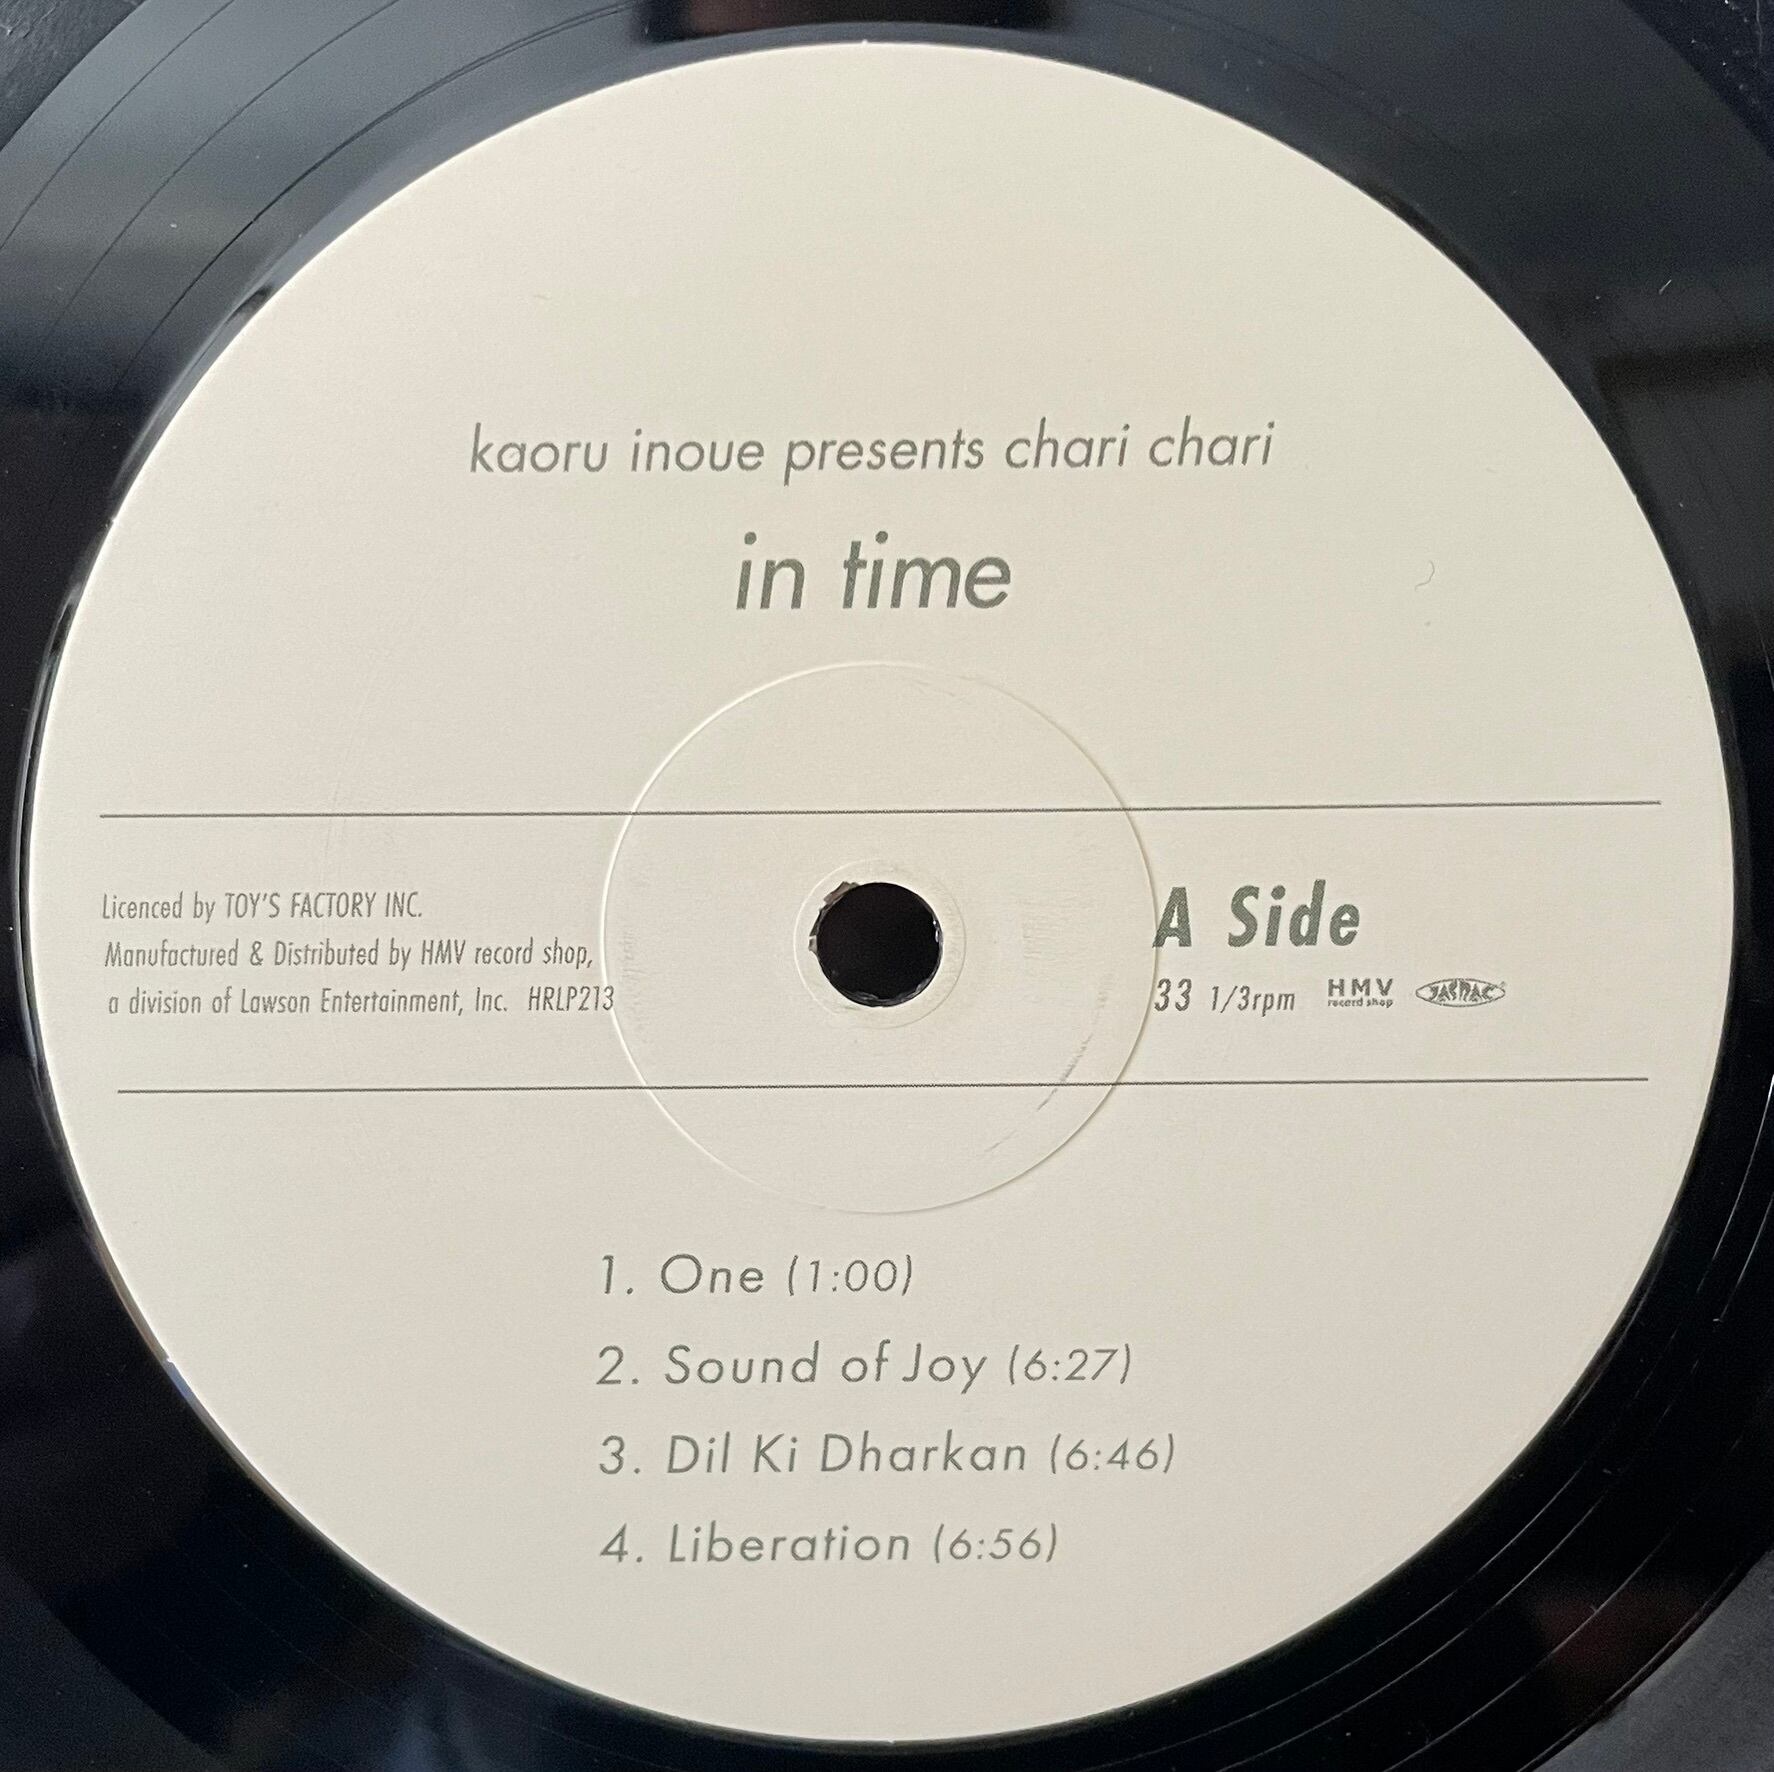 kaoru inoue presents chari chari
in time
Licenced by TOY'S FACTORY INC.
Manufactured & Distributed by HMV record shop,
a division of Lawson Entertainment, Inc. HRLP213
A Side
33 1/3rpm
HMV
record shop
JASRAC
1. One (1:00)
2. Sound of Joy (6:27)
3. Dil Ki Dharkan (6:46)
4. Liberation (6:56)